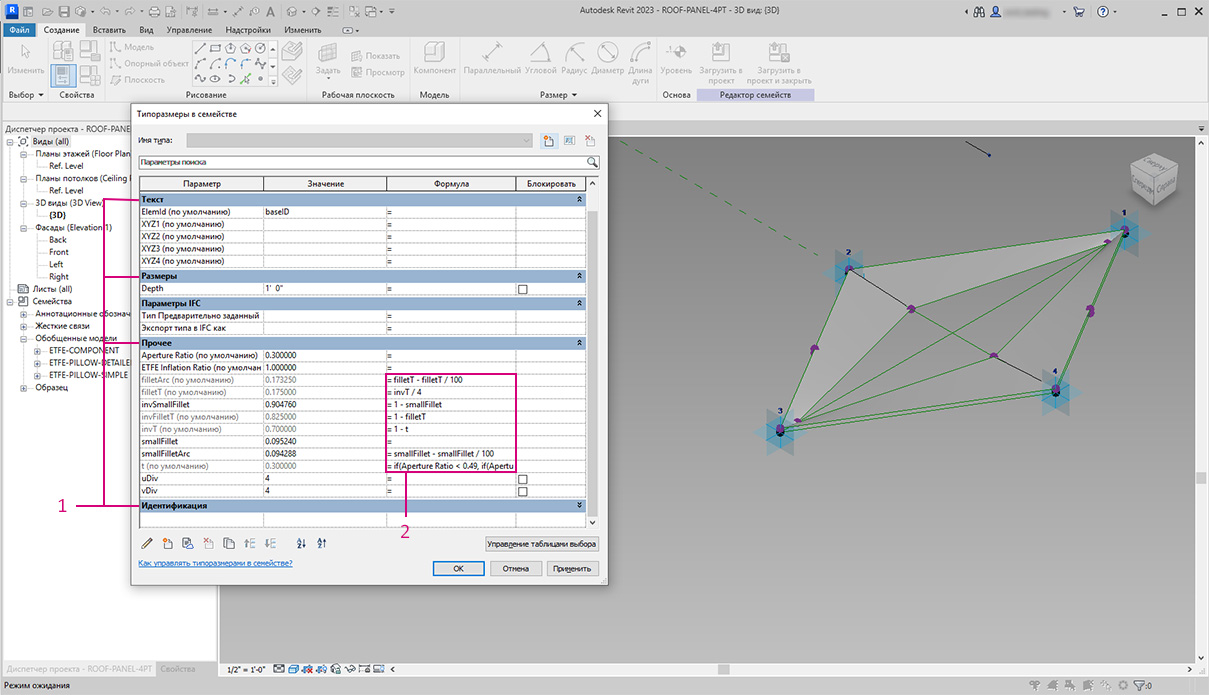 Autodesk Revit 2023 - ROOF-PANEL-4PT - 3D вид: {3D}
Файл Создание Вставить Вид Управление Надстройки Изменить
Изменить
Модель
Опорный объект
Плоскость
Задать
Показать
Просмотр
Компонент
Параллельный Угловой Радиус Диаметр Длина дуги
Уровень
Загрузить в проект
Загрузить в проект и закрыть
Выбор Свойства Рисование Рабочая плоскость Модель Размер Основа Редактор семейств
Диспетчер проекта - ROOF-PANE
Виды (all)
Планы этажей (Floor Plan
Ref. Level
Планы потолков (Ceiling P
Ref. Level
3D виды (3D View)
{3D}
Фасады (Elevation 1)
Back
Front
Left
Right
Листы (all)
Семейства
Аннотационные обознач
Жесткие связи
Обобщенные модели
ETFE-COMPONENT
ETFE-PILLOW-DETAILE
ETFE-PILLOW-SIMPLE
Образец
Диспетчер проекта - ROOF-PANEL-4PT Свойства
Типоразмеры в семействе
Имя типа:
Параметры поиска
Параметр Значение Формула Блокировать
Текст
ElemId (по умолчанию) baseID =
XYZ1 (по умолчанию) =
XYZ2 (по умолчанию) =
XYZ3 (по умолчанию) =
XYZ4 (по умолчанию) =
Размеры
Depth 1' 0" =
Параметры IFC
Тип Предварительно заданный =
Экспорт типа в IFC как =
Прочее
Aperture Ratio (по умолчанию) 0.300000 =
ETFE Inflation Ratio (по умолчан 1.000000 =
filletArc (по умолчанию) 0.173250 = filletT - filletT / 100
filletT (по умолчанию) 0.175000 = invT / 4
invSmallFillet 0.904760 = 1 - smallFillet
invFilletT (по умолчанию) 0.825000 = 1 - filletT
invT (по умолчанию) 0.700000 = 1 - t
smallFillet 0.095240 =
smallFilletArc 0.094288 = smallFillet - smallFillet / 100
t (по умолчанию) 0.300000 = if(Aperture Ratio < 0.49, if(Apertu
uDiv 4 =
vDiv 4 =
Идентификация
Управление таблицами выбора
Как управлять типоразмерами в семействе?
OK Отмена Применить
1
2
1
2
3
4
1/2" = 1'-0"
Режим ожидания
:0